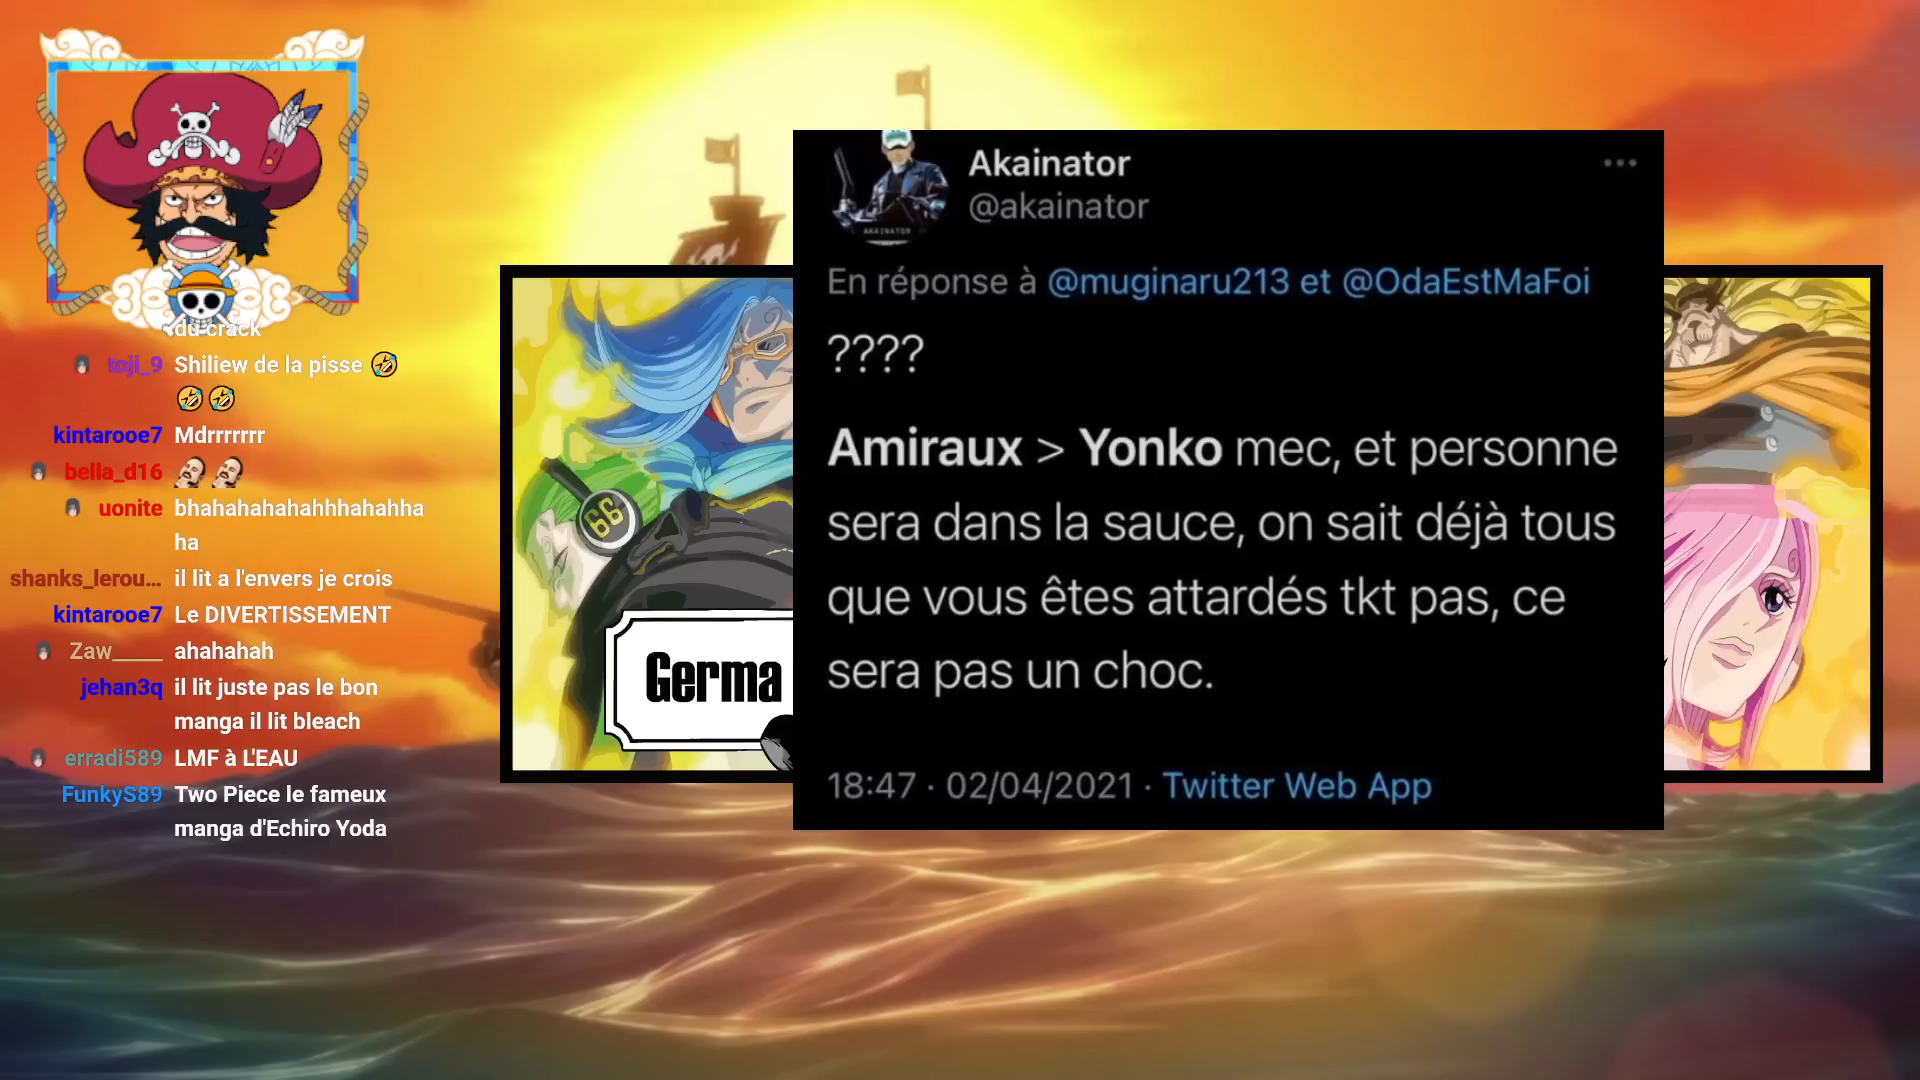 du crack
toji_9 Shiliew de la pisse 🤣
🤣 🤣
kintarooe7 Mdrrrrrrr
bella_d16
uonite bhahahahahahhhahahha
ha
shanks_lerou... il lit a l'envers je crois
kintarooe7 Le DIVERTISSEMENT
Zaw_____ ahahahah
jehan3q il lit juste pas le bon
manga il lit bleach
erradi589 LMF à L'EAU
FunkyS89 Two Piece le fameux
manga d'Echiro Yoda
66
Germa
AKAINATOR
Akainator
@akainator
En réponse à @muginaru213 et @OdaEstMaFoi
????
Amiraux > Yonko mec, et personne
sera dans la sauce, on sait déjà tous
que vous êtes attardés tkt pas, ce
sera pas un choc.
18:47 · 02/04/2021 · Twitter Web App